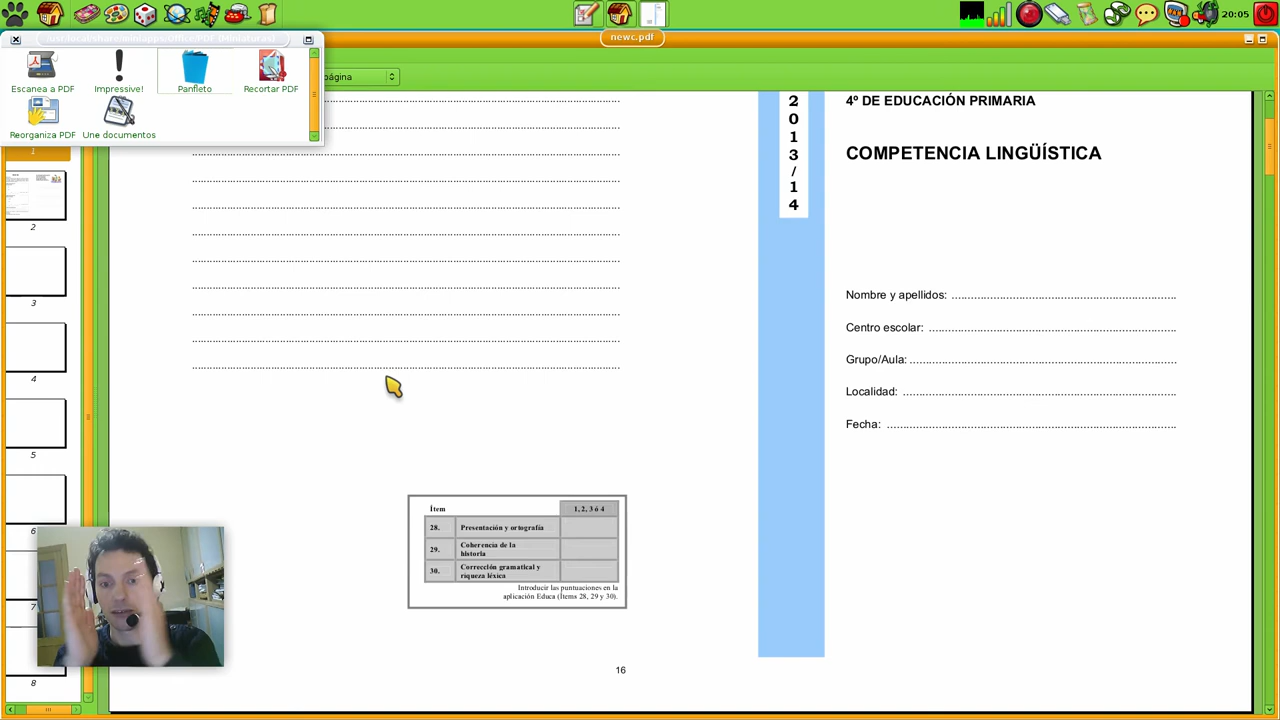 20:05
newc.pdf
Escanea a PDF
Impressive!
Panfleto
Recortar PDF
página
Reorganiza PDF
Une documentos
1
2
3
4
5
6
7
8
2
0
1
3
/
1
4
4º DE EDUCACIÓN PRIMARIA
COMPETENCIA LINGÜÍSTICA
Nombre y apellidos:
Centro escolar:
Grupo/Aula:
Localidad:
Fecha:
Ítem
1, 2, 3 ó 4
28.
Presentación y ortografía
29.
Coherencia de la
historia
30.
Corrección gramatical y
riqueza léxica
Introducir las puntuaciones en la
aplicación Educa (Ítems 28, 29 y 30).
16